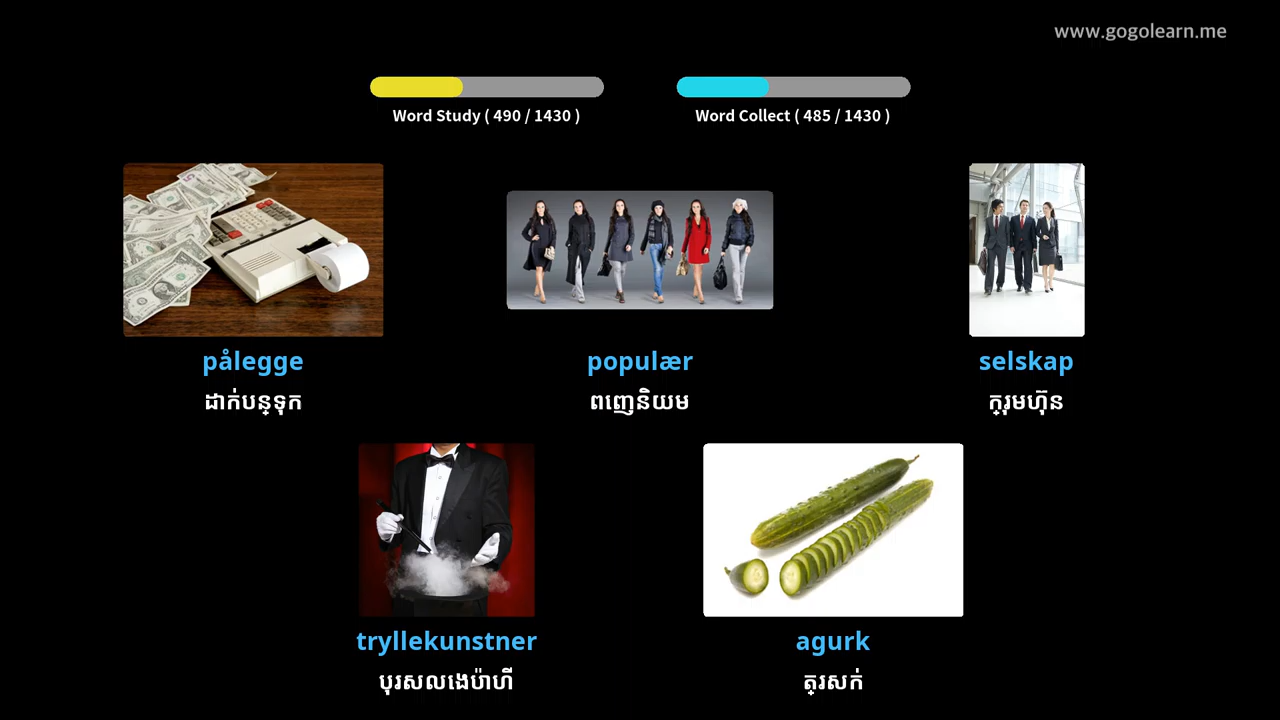 www.gogolearn.me
Word Study ( 490 / 1430 )
Word Collect ( 485 / 1430 )
pålegge
ដាក់បន្ទុក
populær
ពេញនិយម
selskap
ក្រុមហ៊ុន
tryllekunstner
បុរសលេងប៉ាហី
agurk
ត្រសក់